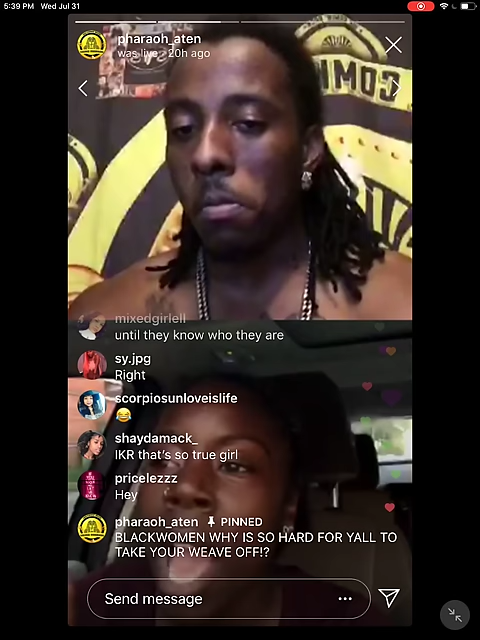 5:39 PM Wed Jul 31
pharaoh_aten
was live · 20h ago
COMM
mixedgirlell
until they know who they are
sy.jpg
Right
scorpiosunloveislife
😂
shaydamack_
IKR that's so true girl
pricelezzz
Hey
pharaoh_aten PINNED
BLACKWOMEN WHY IS SO HARD FOR YALL TO
TAKE YOUR WEAVE OFF!?
Send message